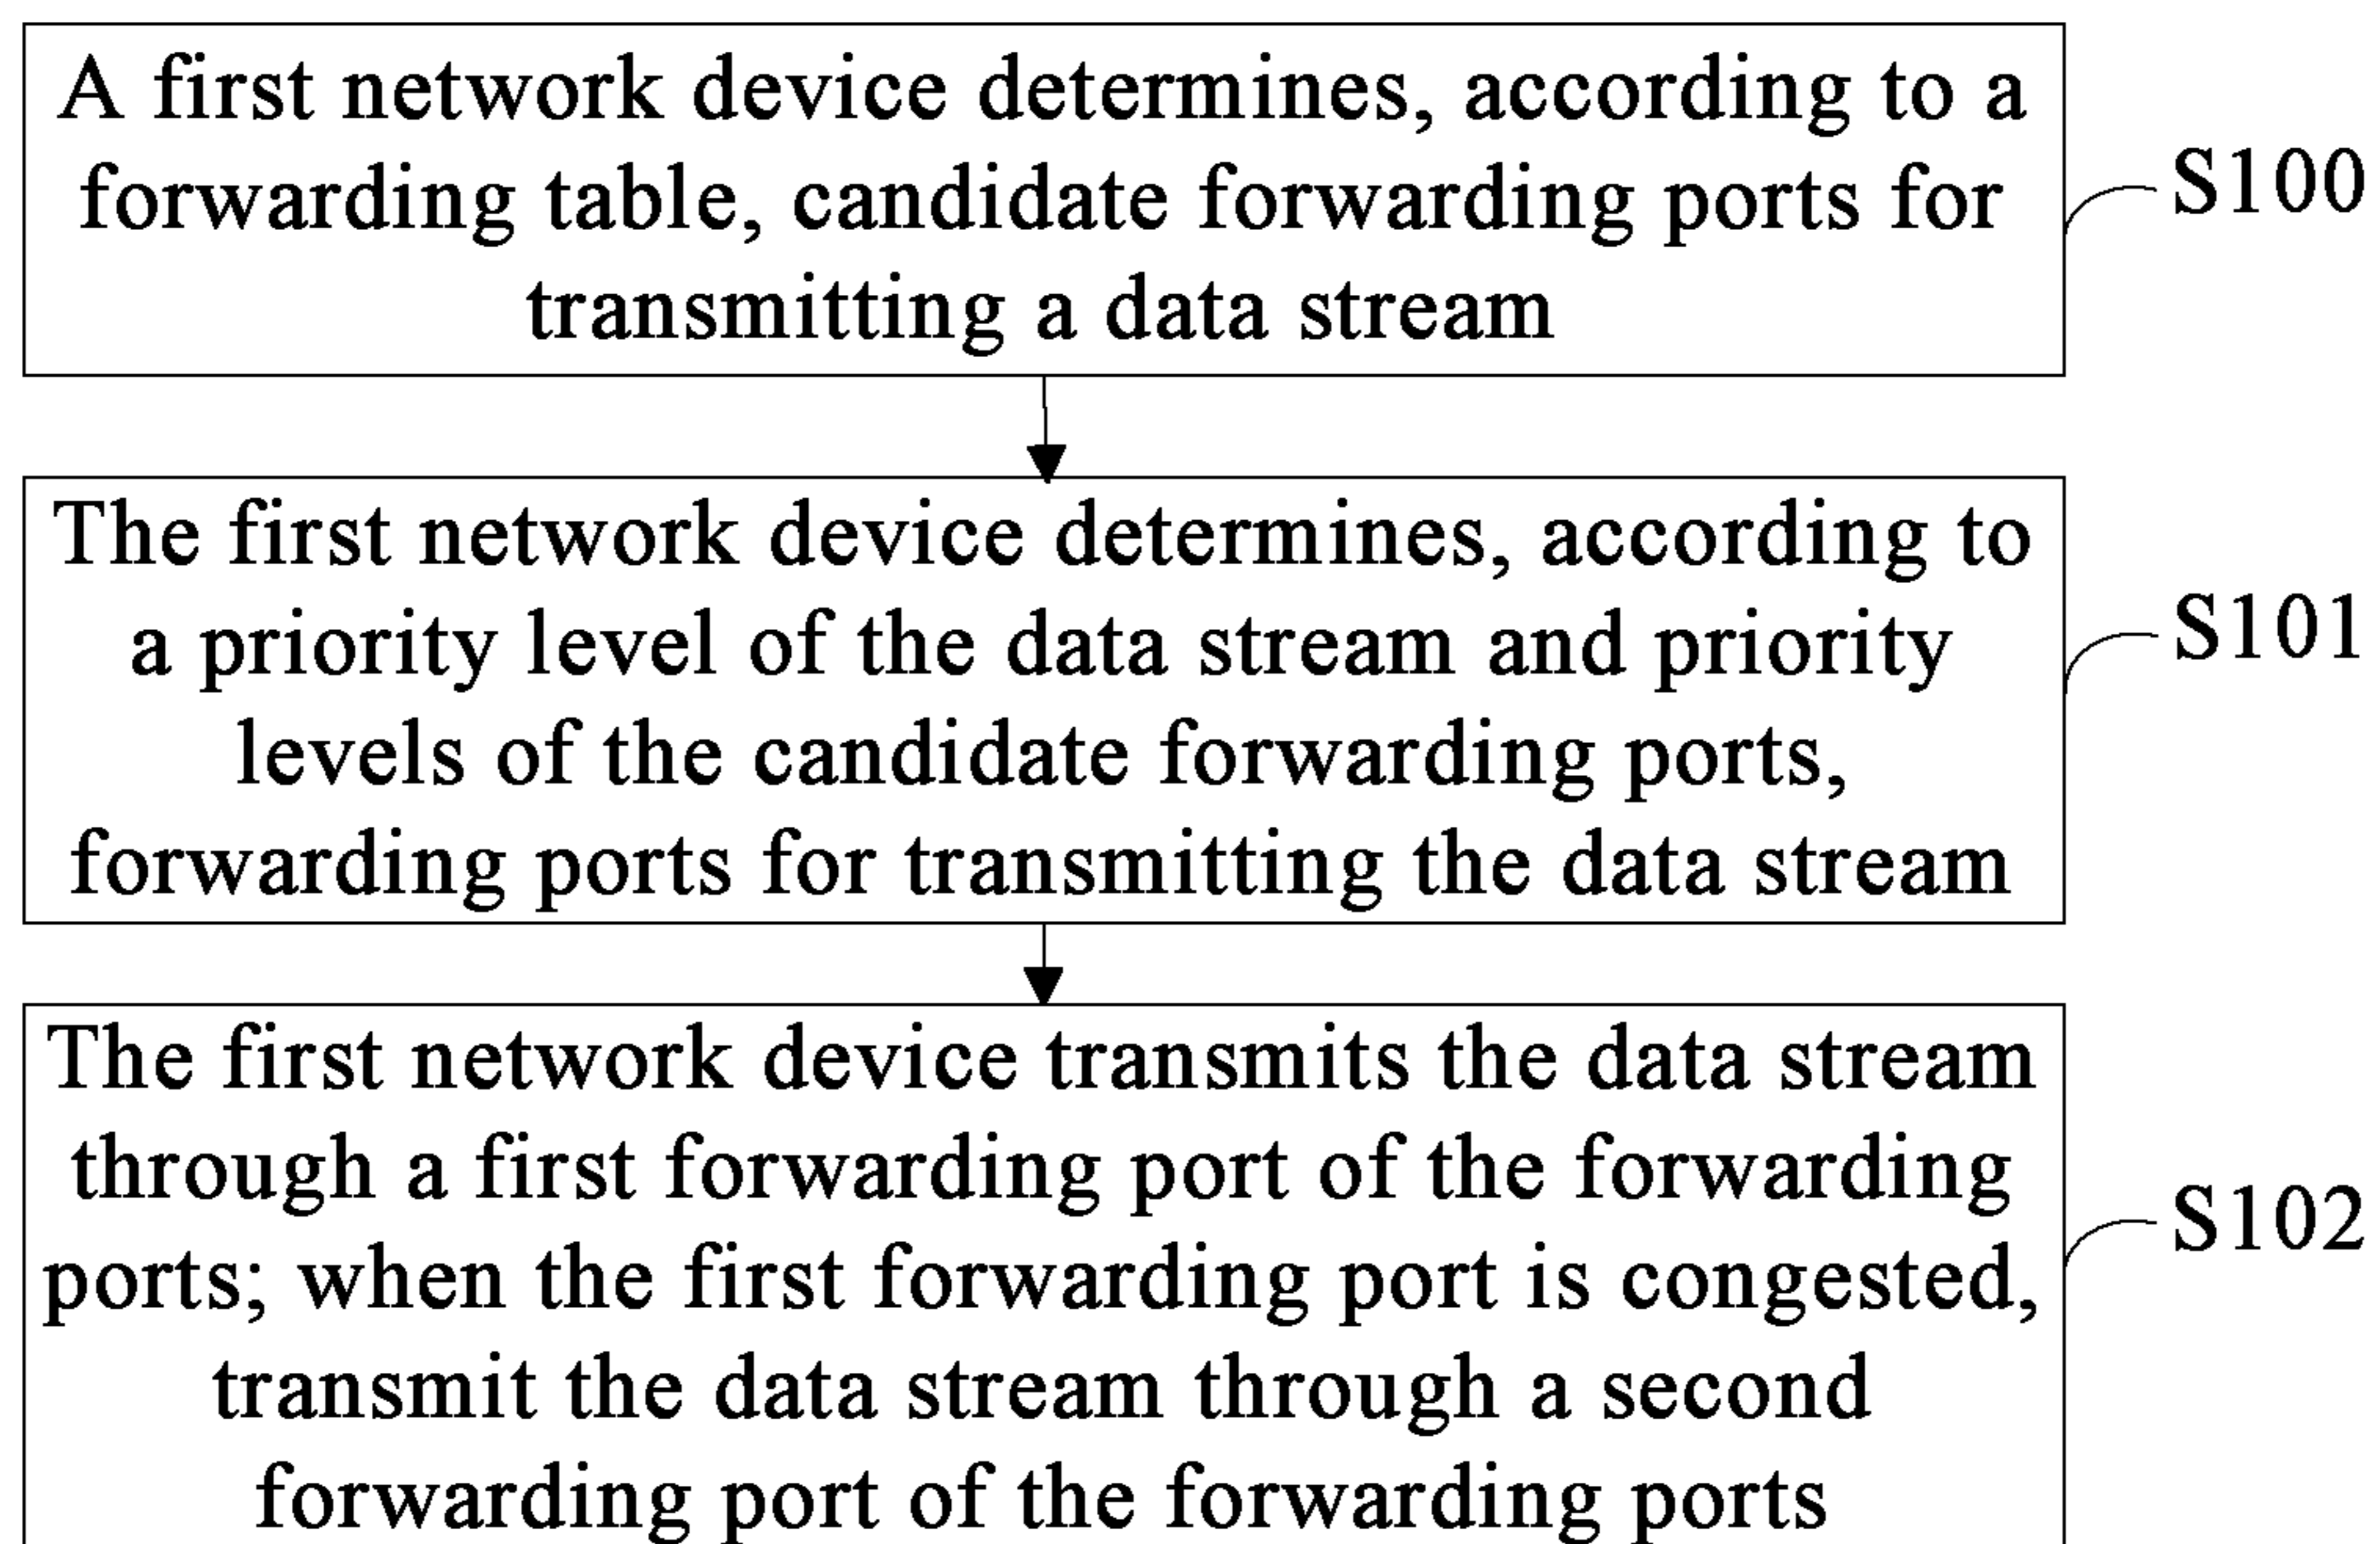 A first network device determines, according to a
forwarding table, candidate forwarding ports for
transmitting a data stream
S100
The first network device determines, according to
a priority level of the data stream and priority
levels of the candidate forwarding ports,
forwarding ports for transmitting the data stream
S101
The first network device transmits the data stream
through a first forwarding port of the forwarding
ports; when the first forwarding port is congested,
transmit the data stream through a second
forwarding port of the forwarding ports
S102